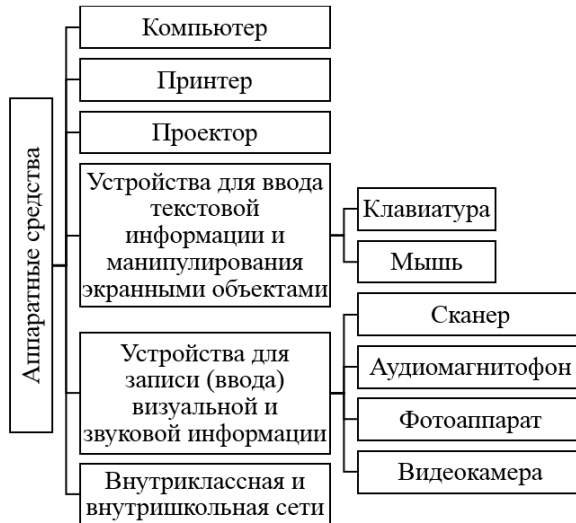 Аппаратные средства
Компьютер
Принтер
Проектор
Устройства для ввода
текстовой
информации и
манипулирования
экранными объектами
Клавиатура
Мышь
Устройства для
записи (ввода)
визуальной и
звуковой информации
Сканер
Аудиомагнитофон
Фотоаппарат
Видеокамера
Внутриклассная и
внутришкольная сети